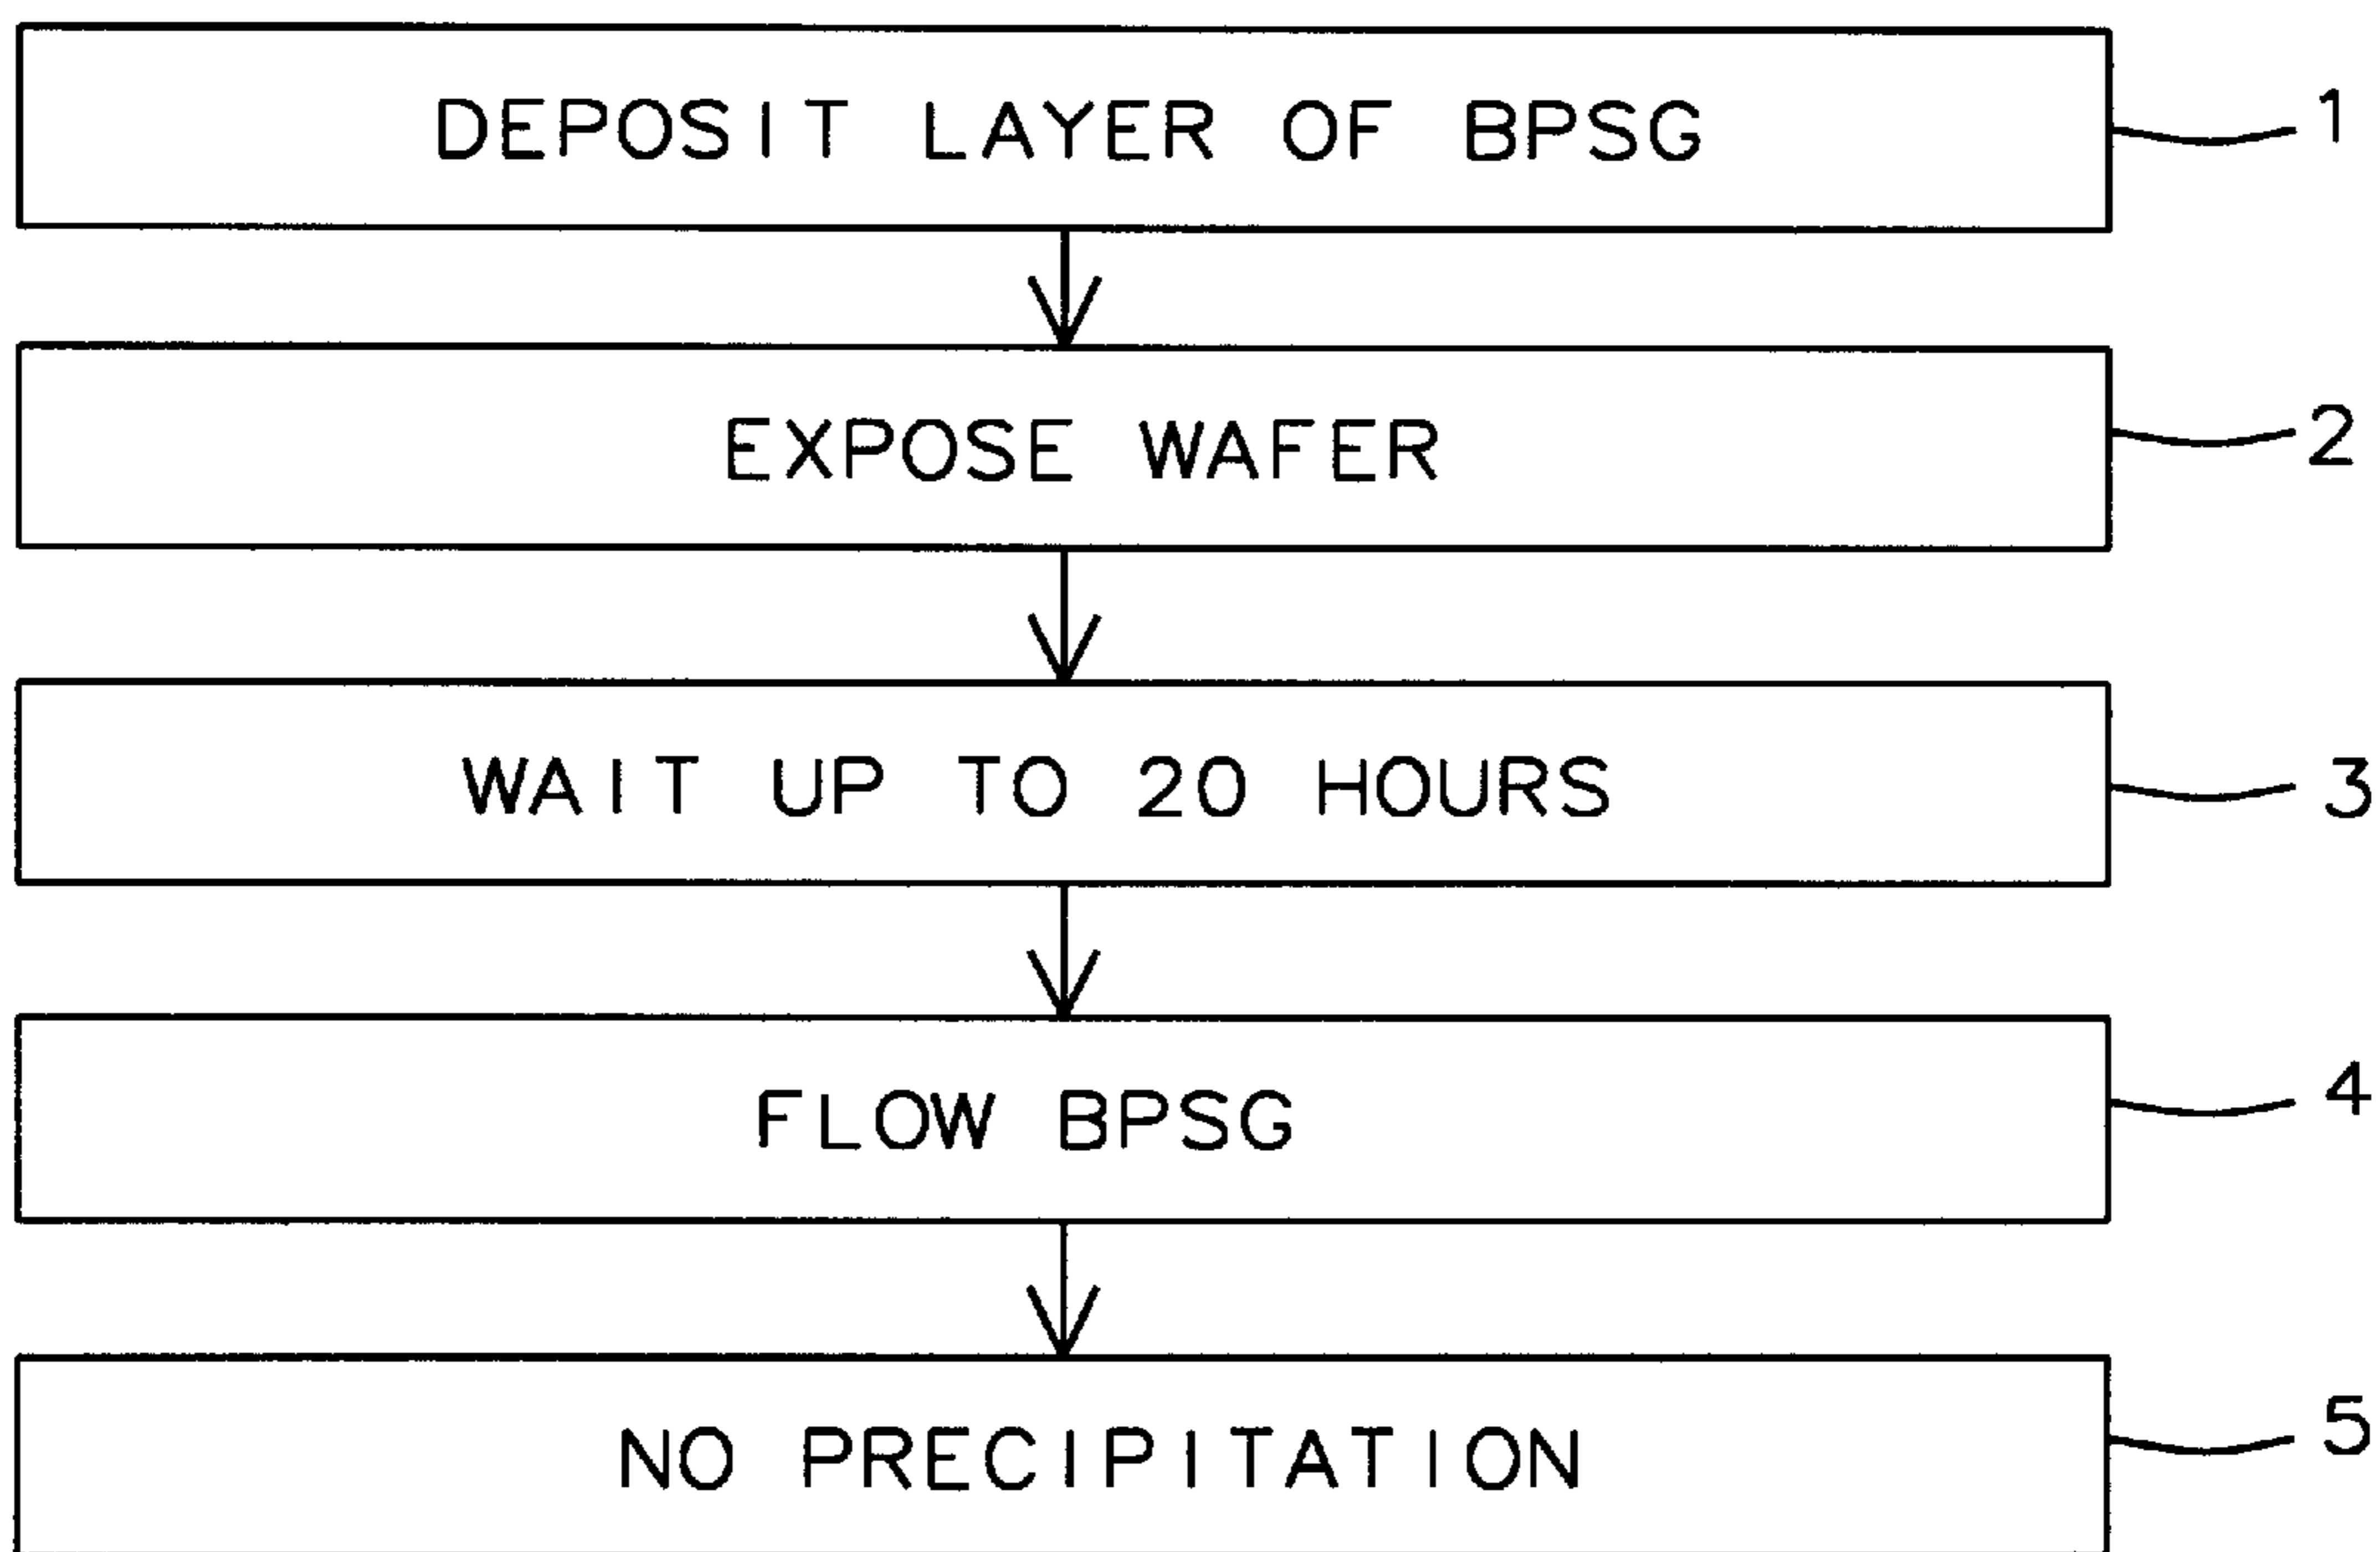 DEPOSIT LAYER OF BPSG 1
EXPOSE WAFER 2
WAIT UP TO 20 HOURS 3
FLOW BPSG 4
NO PRECIPITATION 5